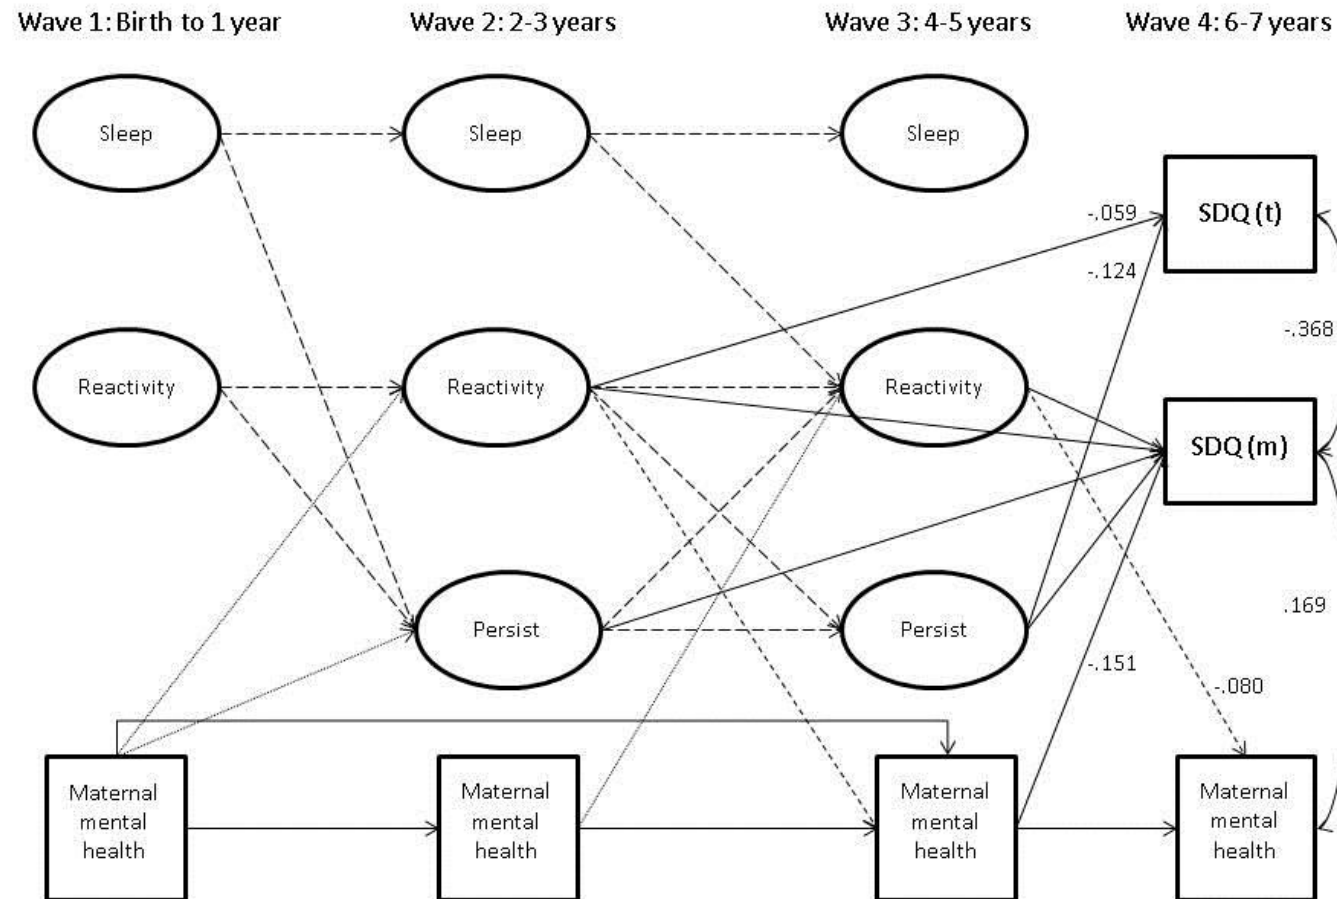 Wave 1: Birth to 1 year
Wave 2: 2-3 years
Wave 3: 4-5 years
Wave 4: 6-7 years
Sleep
Sleep
Sleep
-.059
SDQ (t)
-.124
-.368
Reactivity
Reactivity
Reactivity
SDQ (m)
.169
Persist
Persist
-.151
-.080
Maternal
mental
health
Maternal
mental
health
Maternal
mental
health
Maternal
mental
health